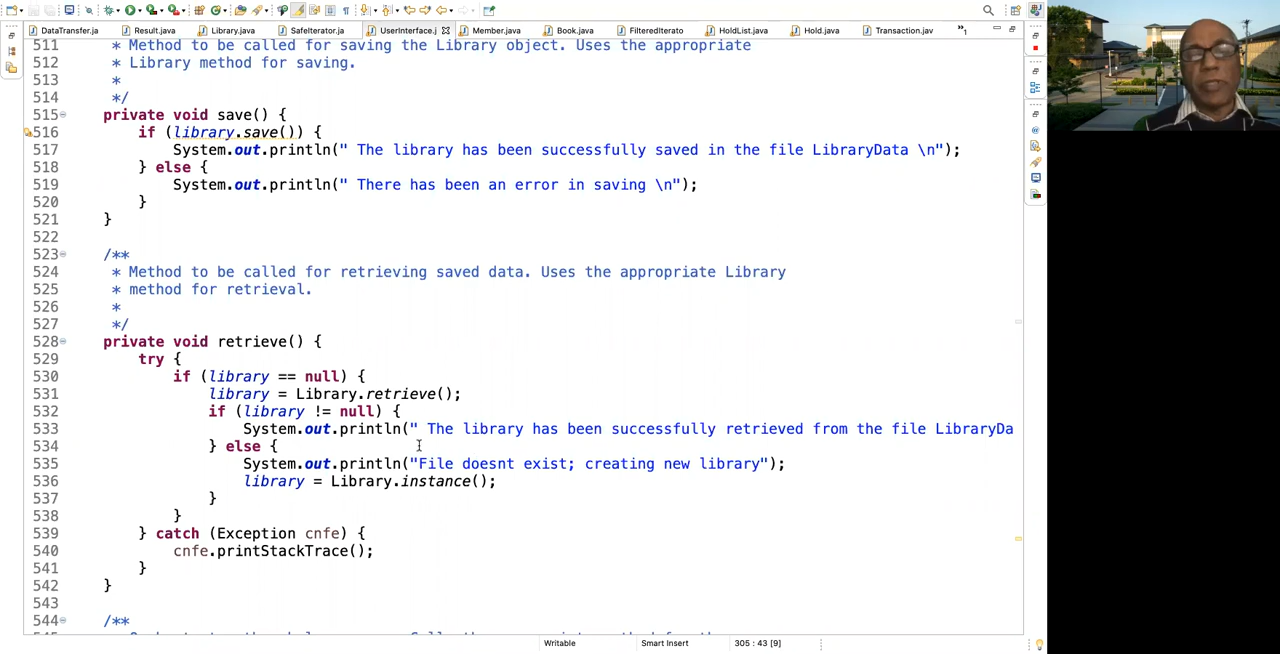 DataTransfer.ja Result.java Library.java SafeIterator.ja UserInterface.j Member.java Book.java FilteredIterato HoldList.java Hold.java Transaction.jav »1
511 * Method to be called for saving the Library object. Uses the appropriate
512 * Library method for saving.
513 *
514 */
515 private void save() {
516 if (library.save()) {
517 System.out.println(" The library has been successfully saved in the file LibraryData \n");
518 } else {
519 System.out.println(" There has been an error in saving \n");
520 }
521 }
522
523 /**
524 * Method to be called for retrieving saved data. Uses the appropriate Library
525 * method for retrieval.
526 *
527 */
528 private void retrieve() {
529 try {
530 if (library == null) {
531 library = Library.retrieve();
532 if (library != null) {
533 System.out.println(" The library has been successfully retrieved from the file LibraryDa
534 } else {
535 System.out.println("File doesnt exist; creating new library");
536 library = Library.instance();
537 }
538 }
539 } catch (Exception cnfe) {
540 cnfe.printStackTrace();
541 }
542 }
543
544 /**
Writable Smart Insert 305 : 43 [9]